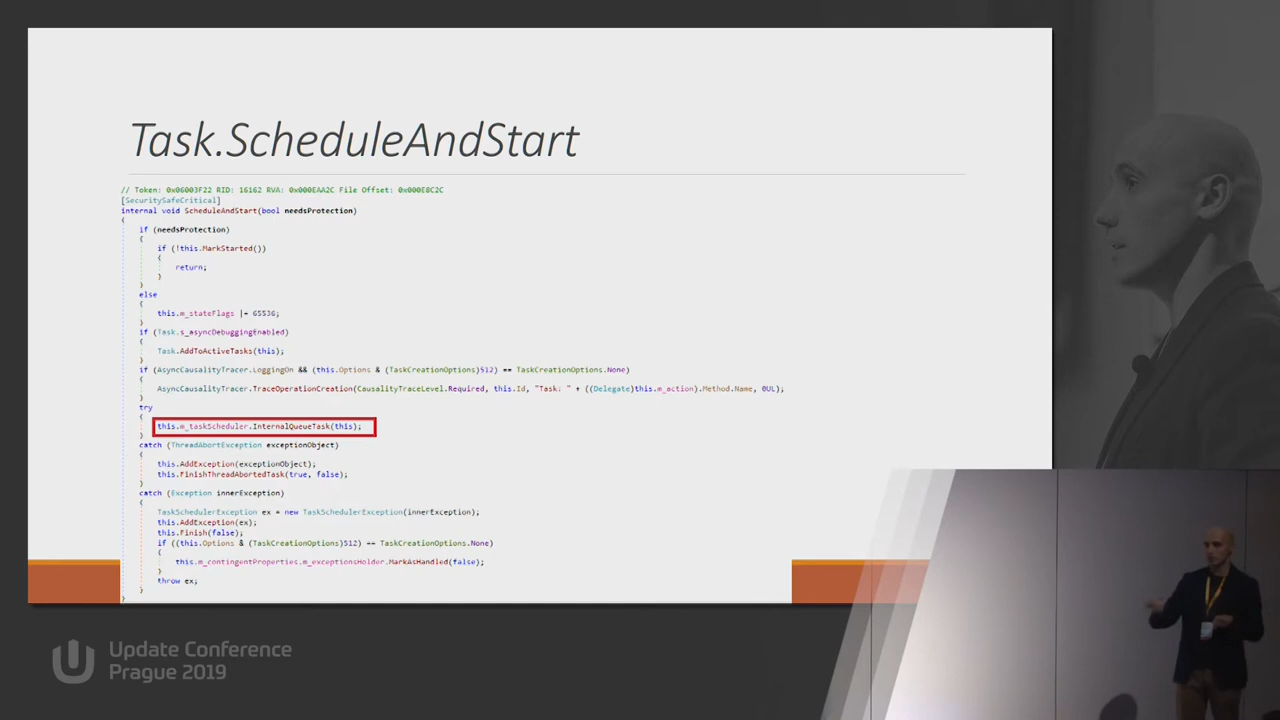 Task.ScheduleAndStart
// Token: 0x06003F22 RID: 16162 RVA: 0x000EAA2C File Offset: 0x000E8C2C
[SecuritySafeCritical]
internal void ScheduleAndStart(bool needsProtection)
{
if (needsProtection)
{
if (!this.MarkStarted())
{
return;
}
}
else
{
this.m_stateFlags |= 65536;
}
if (Task.s_asyncDebuggingEnabled)
{
Task.AddToActiveTasks(this);
}
if (AsyncCausalityTracer.LoggingOn && (this.Options & (TaskCreationOptions)512) == TaskCreationOptions.None)
{
AsyncCausalityTracer.TraceOperationCreation(CausalityTraceLevel.Required, this.Id, "Task: " + ((Delegate)this.m_action).Method.Name, 0UL);
}
try
{
this.m_taskScheduler.InternalQueueTask(this);
}
catch (ThreadAbortException exceptionObject)
{
this.AddException(exceptionObject);
this.FinishThreadAbortedTask(true, false);
}
catch (Exception innerException)
{
TaskSchedulerException ex = new TaskSchedulerException(innerException);
this.AddException(ex);
this.Finish(false);
if ((this.Options & (TaskCreationOptions)512) == TaskCreationOptions.None)
{
this.m_contingentProperties.m_exceptionsHolder.MarkAsHandled(false);
}
throw ex;
}
}
Update Conference
Prague 2019